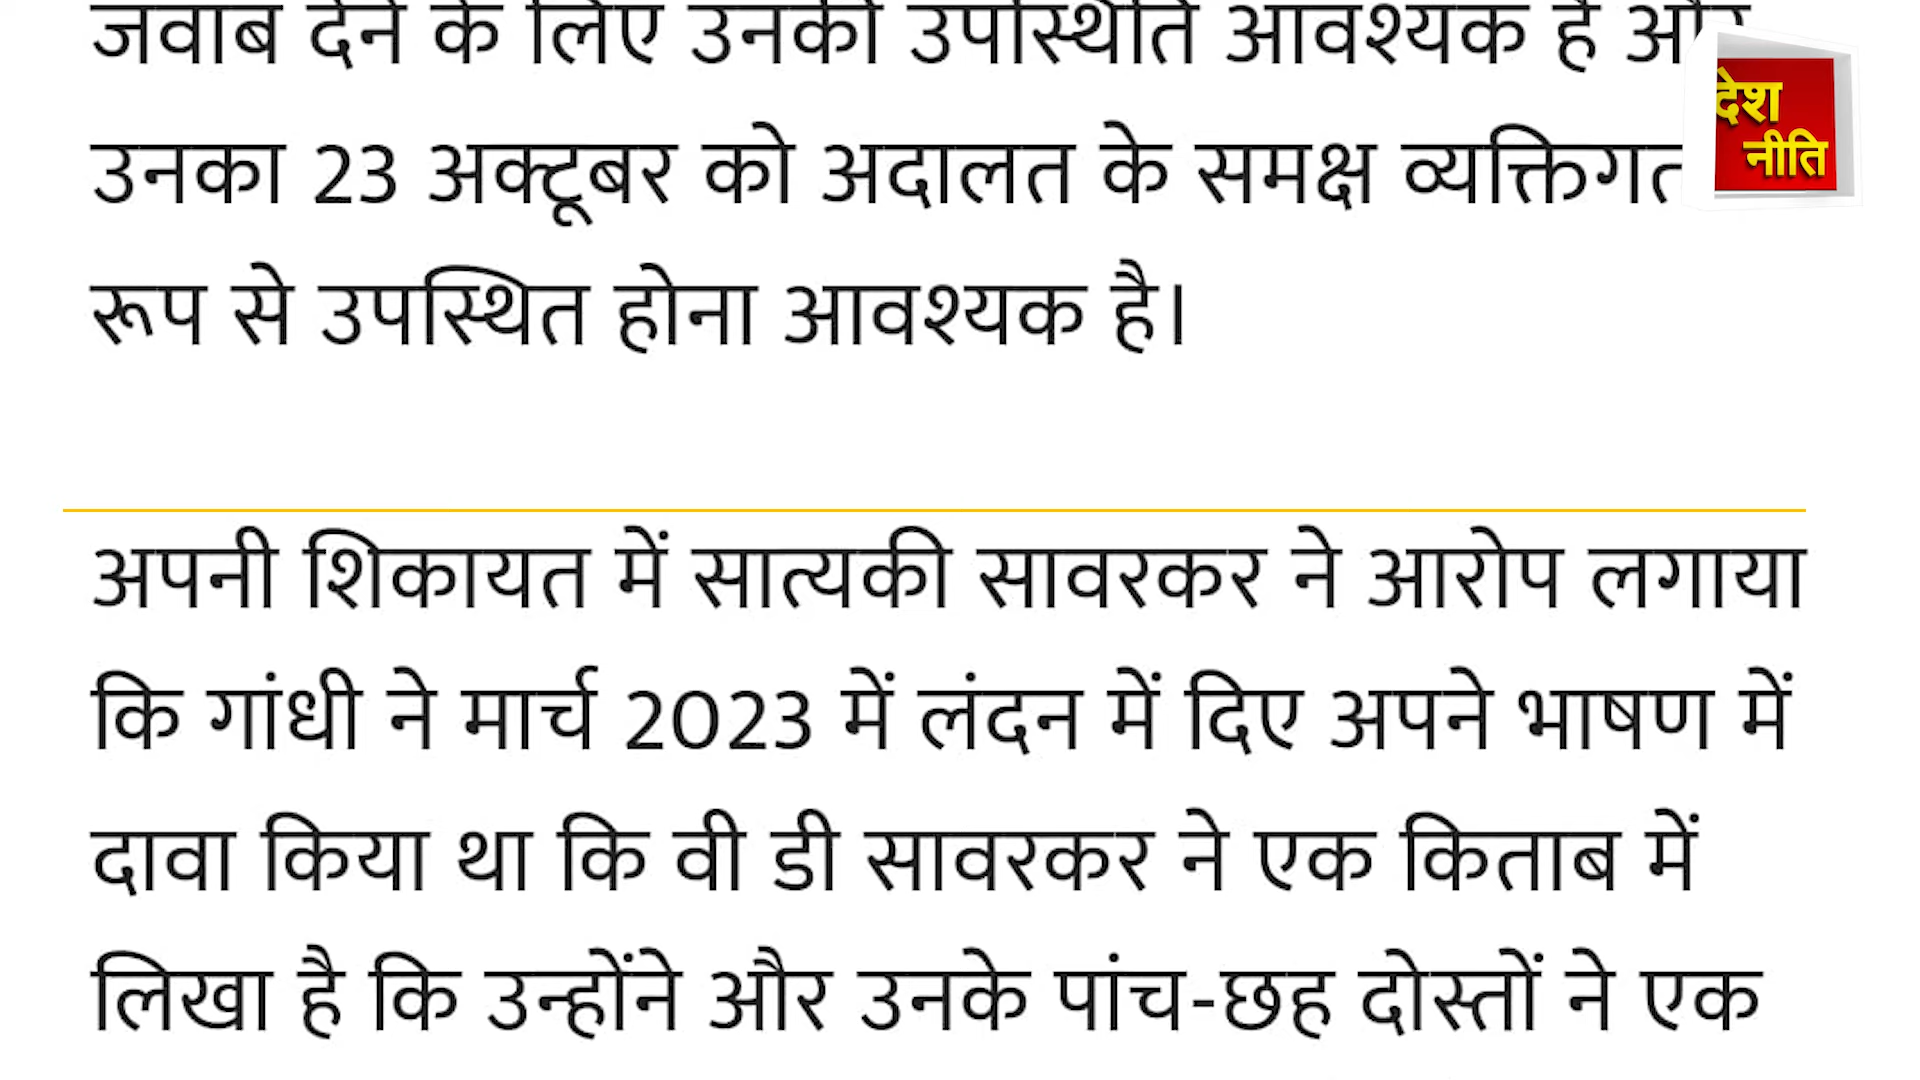 जवाब देने के लिए उनकी उपस्थिति आवश्यक है और
उनका 23 अक्टूबर को अदालत के समक्ष व्यक्तिगत
रूप से उपस्थित होना आवश्यक है।
अपनी शिकायत में सात्यकी सावरकर ने आरोप लगाया
कि गांधी ने मार्च 2023 में लंदन में दिए अपने भाषण में
दावा किया था कि वी डी सावरकर ने एक किताब में
लिखा है कि उन्होंने और उनके पांच-छह दोस्तों ने एक
देश
नीति